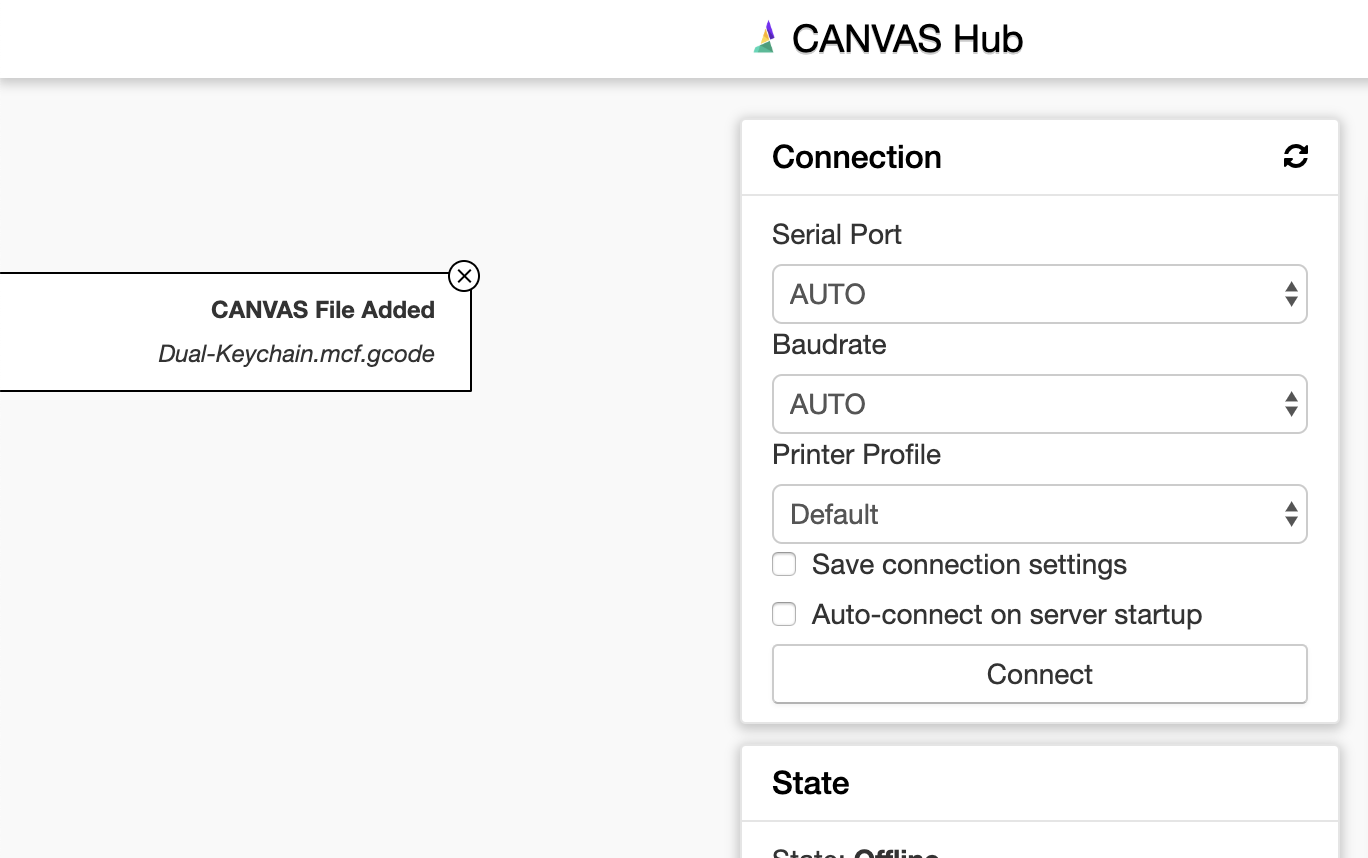 CANVAS Hub
CANVAS File Added
Dual-Keychain.mcf.gcode
Connection
Serial Port
AUTO
Baudrate
AUTO
Printer Profile
Default
Save connection settings
Auto-connect on server startup
Connect
State
State: Offline